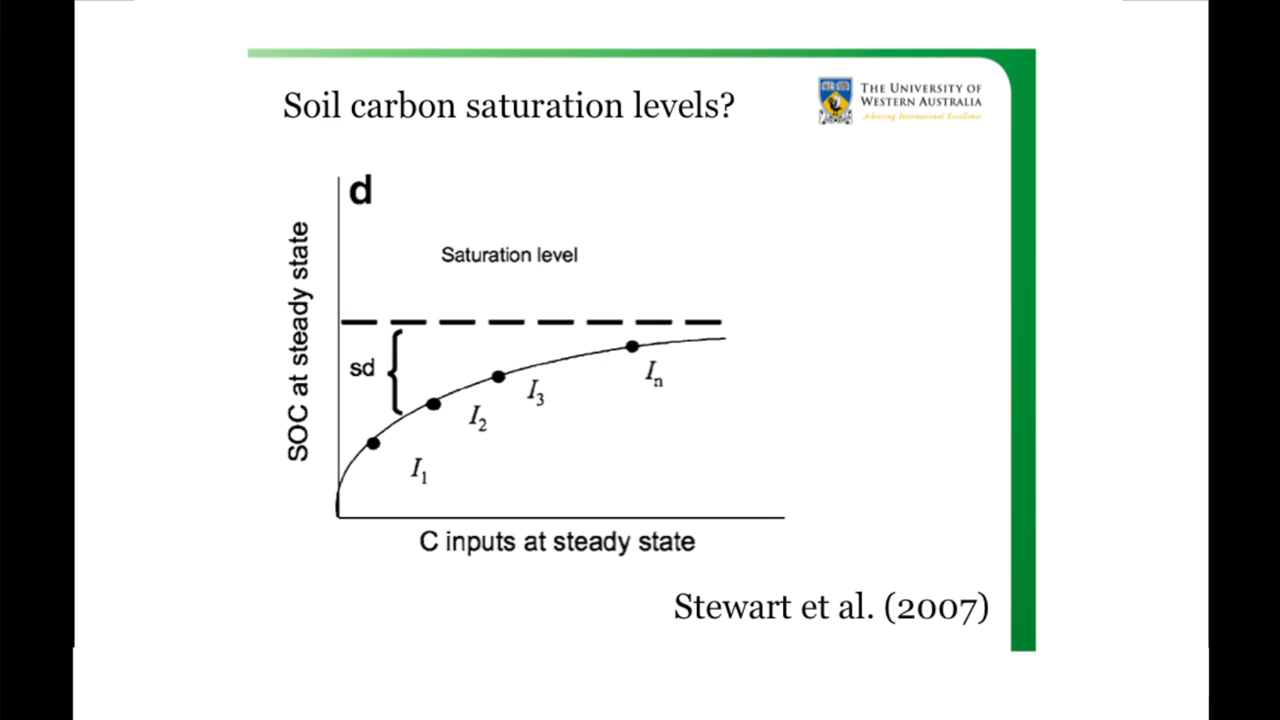 Soil carbon saturation levels?
THE UNIVERSITY OF
WESTERN AUSTRALIA
Achieving International Excellence
d
SOC at steady state
Saturation level
sd
I1
I2
I3
In
C inputs at steady state
Stewart et al. (2007)